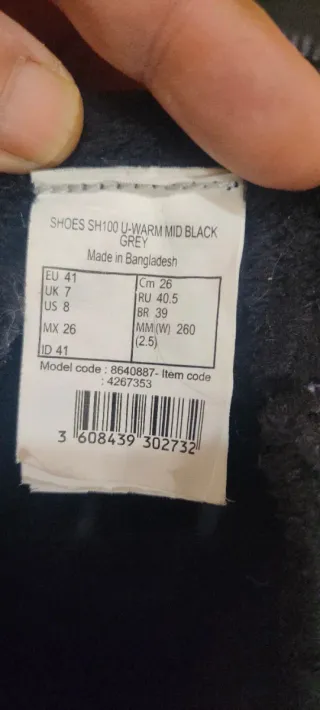 SHOES SH100 U-WARM MID BLACK
GREY
Made in Bangladesh
EU 41
UK 7
US 8
MX 26
ID 41
Cm 26
RU 40.5
BR 39
MM(W) 260
(2.5)
Model code : 8640887- Item code
: 4267353
3 608439 302732